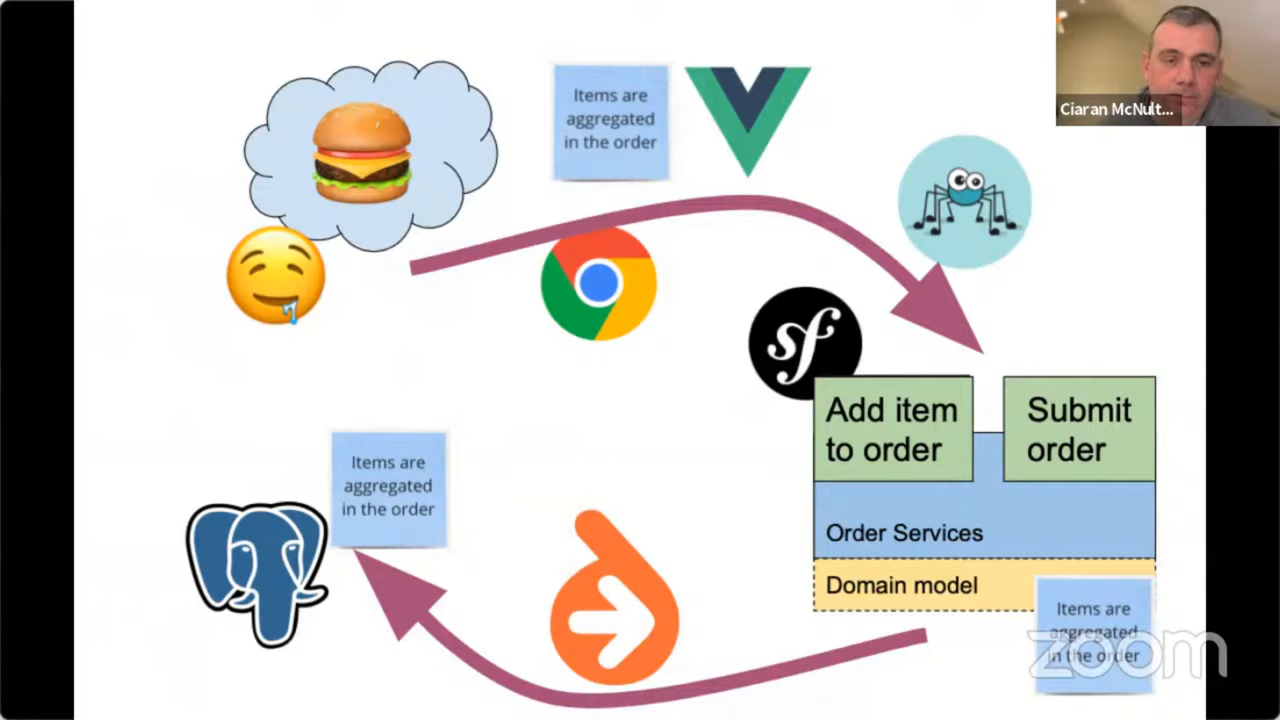 Items are
aggregated
in the order
Ciaran McNult...
sf
Add item
to order
Submit
order
Items are
aggregated
in the order
Order Services
Domain model
Items are
aggregated
in the order
zoom